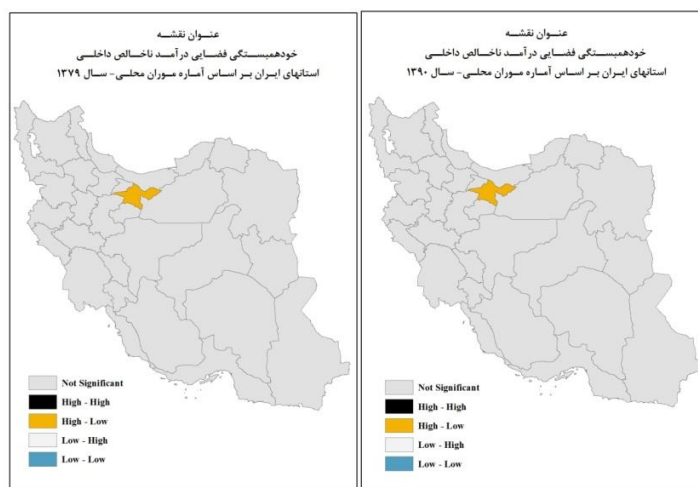 عنوان نقشه
خودهمبستگی فضایی درآمد ناخالص داخلی
استانهای ایران بر اساس آماره موران محلی- سال ۱۳۷۹
Not Significant
High - High
High - Low
Low - High
Low - Low
عنوان نقشه
خودهمبستگی فضایی درآمد ناخالص داخلی
استانهای ایران بر اساس آماره موران محلی- سال ۱۳۹۰
Not Significant
High - High
High - Low
Low - High
Low - Low